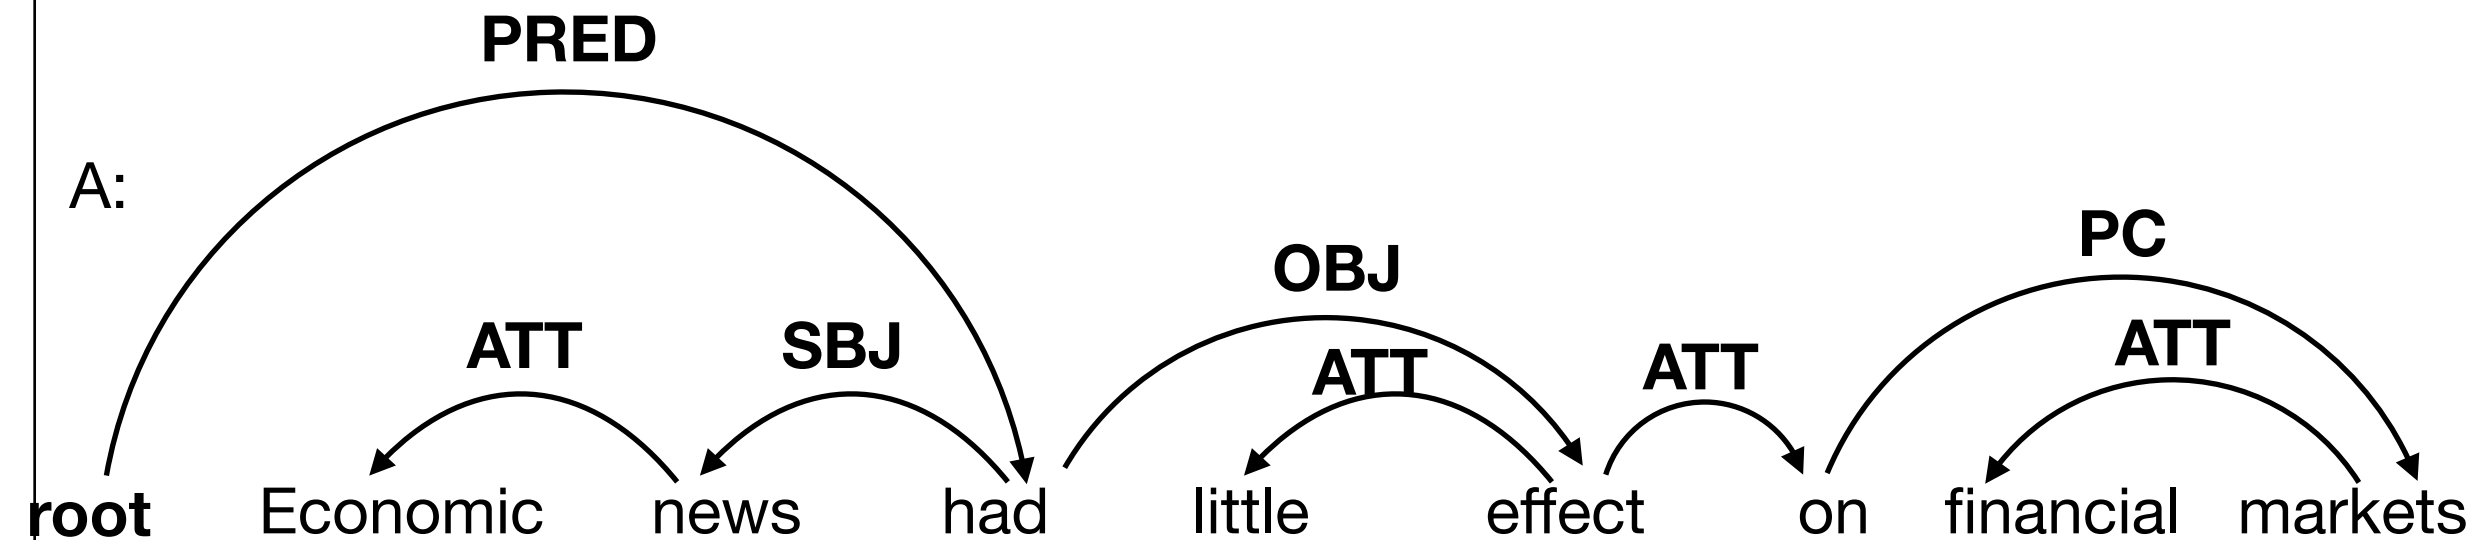 PRED
A:
PC
OBJ
ATT SBJ ATT ATT ATT
root Economic news had little effect on financial markets